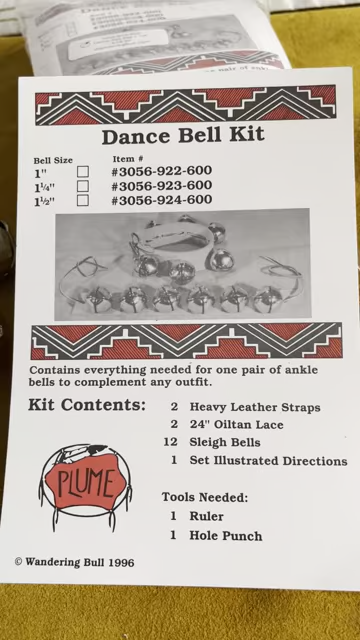 Dance Bell Kit
Bell Size Item #
1" #3056-922-600
1¼" #3056-923-600
1½" #3056-924-600
Contains everything needed for one pair of ankle
bells to complement any outfit.
Kit Contents: 2 Heavy Leather Straps
2 24" Oiltan Lace
12 Sleigh Bells
1 Set Illustrated Directions
PLUME
Tools Needed:
1 Ruler
1 Hole Punch
© Wandering Bull 1996